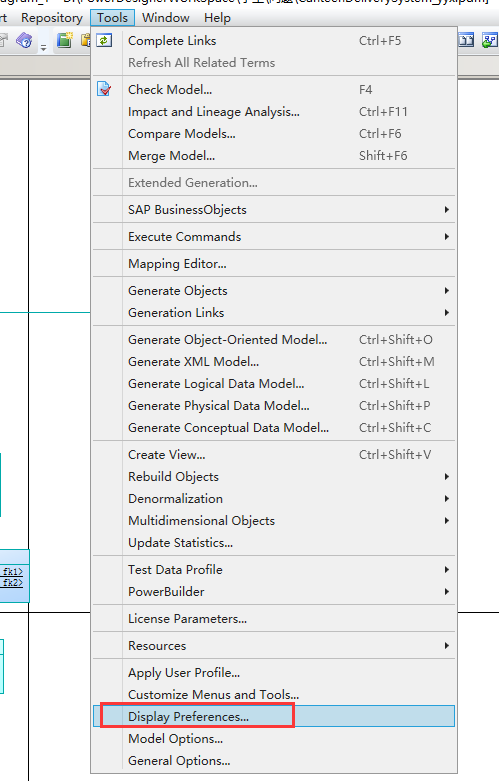 Repository Tools Window Help
Complete Links Ctrl+F5
Refresh All Related Terms
Check Model... F4
Impact and Lineage Analysis... Ctrl+F11
Compare Models... Ctrl+F6
Merge Model... Shift+F6
Extended Generation...
SAP BusinessObjects
Execute Commands
Mapping Editor...
Generate Objects
Generation Links
Generate Object-Oriented Model... Ctrl+Shift+O
Generate XML Model... Ctrl+Shift+M
Generate Logical Data Model... Ctrl+Shift+L
Generate Physical Data Model... Ctrl+Shift+P
Generate Conceptual Data Model... Ctrl+Shift+C
Create View... Ctrl+Shift+V
Rebuild Objects
Denormalization
Multidimensional Objects
Update Statistics...
fk1>
fk2>
Test Data Profile
PowerBuilder
License Parameters...
Resources
Apply User Profile...
Customize Menus and Tools...
Display Preferences...
Model Options...
General Options...